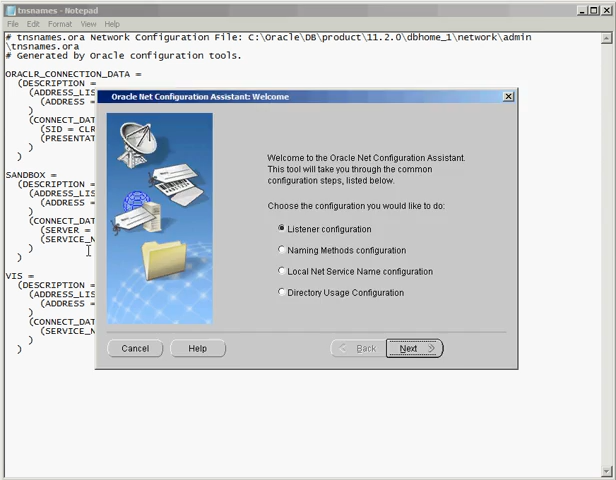 tnsnames - Notepad
File Edit Format View Help
# tnsnames.ora Network Configuration File: C:\Oracle\DB\product\11.2.0\dbhome_1\network\admin
\tnsnames.ora
# Generated by Oracle configuration tools.
ORACLR_CONNECTION_DATA =
(DESCRIPTION =
(ADDRESS_LIS
(ADDRESS =
)
(CONNECT_DAT
(SID = CLR
(PRESENTAT
)
)
SANDBOX =
(DESCRIPTION =
(ADDRESS_LIS
(ADDRESS =
)
(CONNECT_DAT
(SERVER =
(SERVICE_N
)
)
VIS =
(DESCRIPTION =
(ADDRESS_LIS
(ADDRESS =
)
(CONNECT_DAT
(SERVICE_N
)
)
Oracle Net Configuration Assistant: Welcome
Welcome to the Oracle Net Configuration Assistant.
This tool will take you through the common
configuration steps, listed below.
Choose the configuration you would like to do:
Listener configuration
Naming Methods configuration
Local Net Service Name configuration
Directory Usage Configuration
Cancel Help Back Next